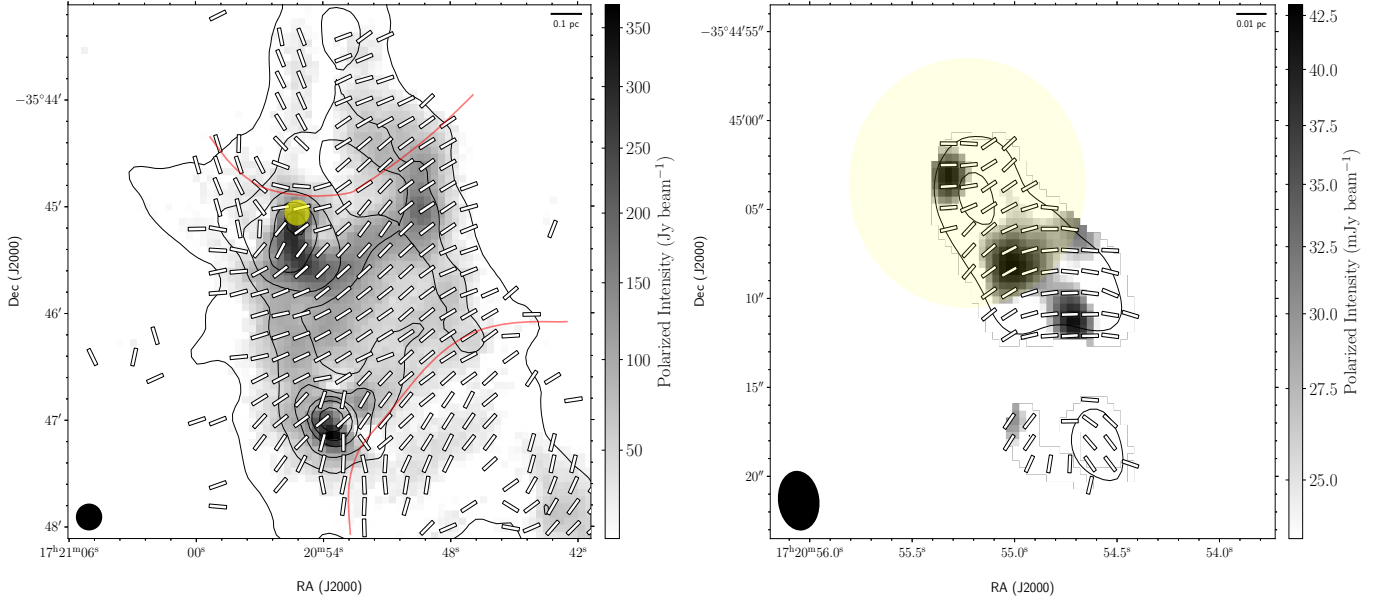 0.1 pc
−35°44′
45′
46′
47′
48′
Dec (J2000)
17ʰ21ᵐ06ˢ
00ˢ
20ᵐ54ˢ
48ˢ
42ˢ
RA (J2000)
350
300
250
200
150
100
50
Polarized Intensity (Jy beam⁻¹)
0.01 pc
−35°44′55″
45′00″
05″
10″
15″
20″
Dec (J2000)
17ʰ20ᵐ56.0ˢ
55.5ˢ
55.0ˢ
54.5ˢ
54.0ˢ
RA (J2000)
42.5
40.0
37.5
35.0
32.5
30.0
27.5
25.0
Polarized Intensity (mJy beam⁻¹)